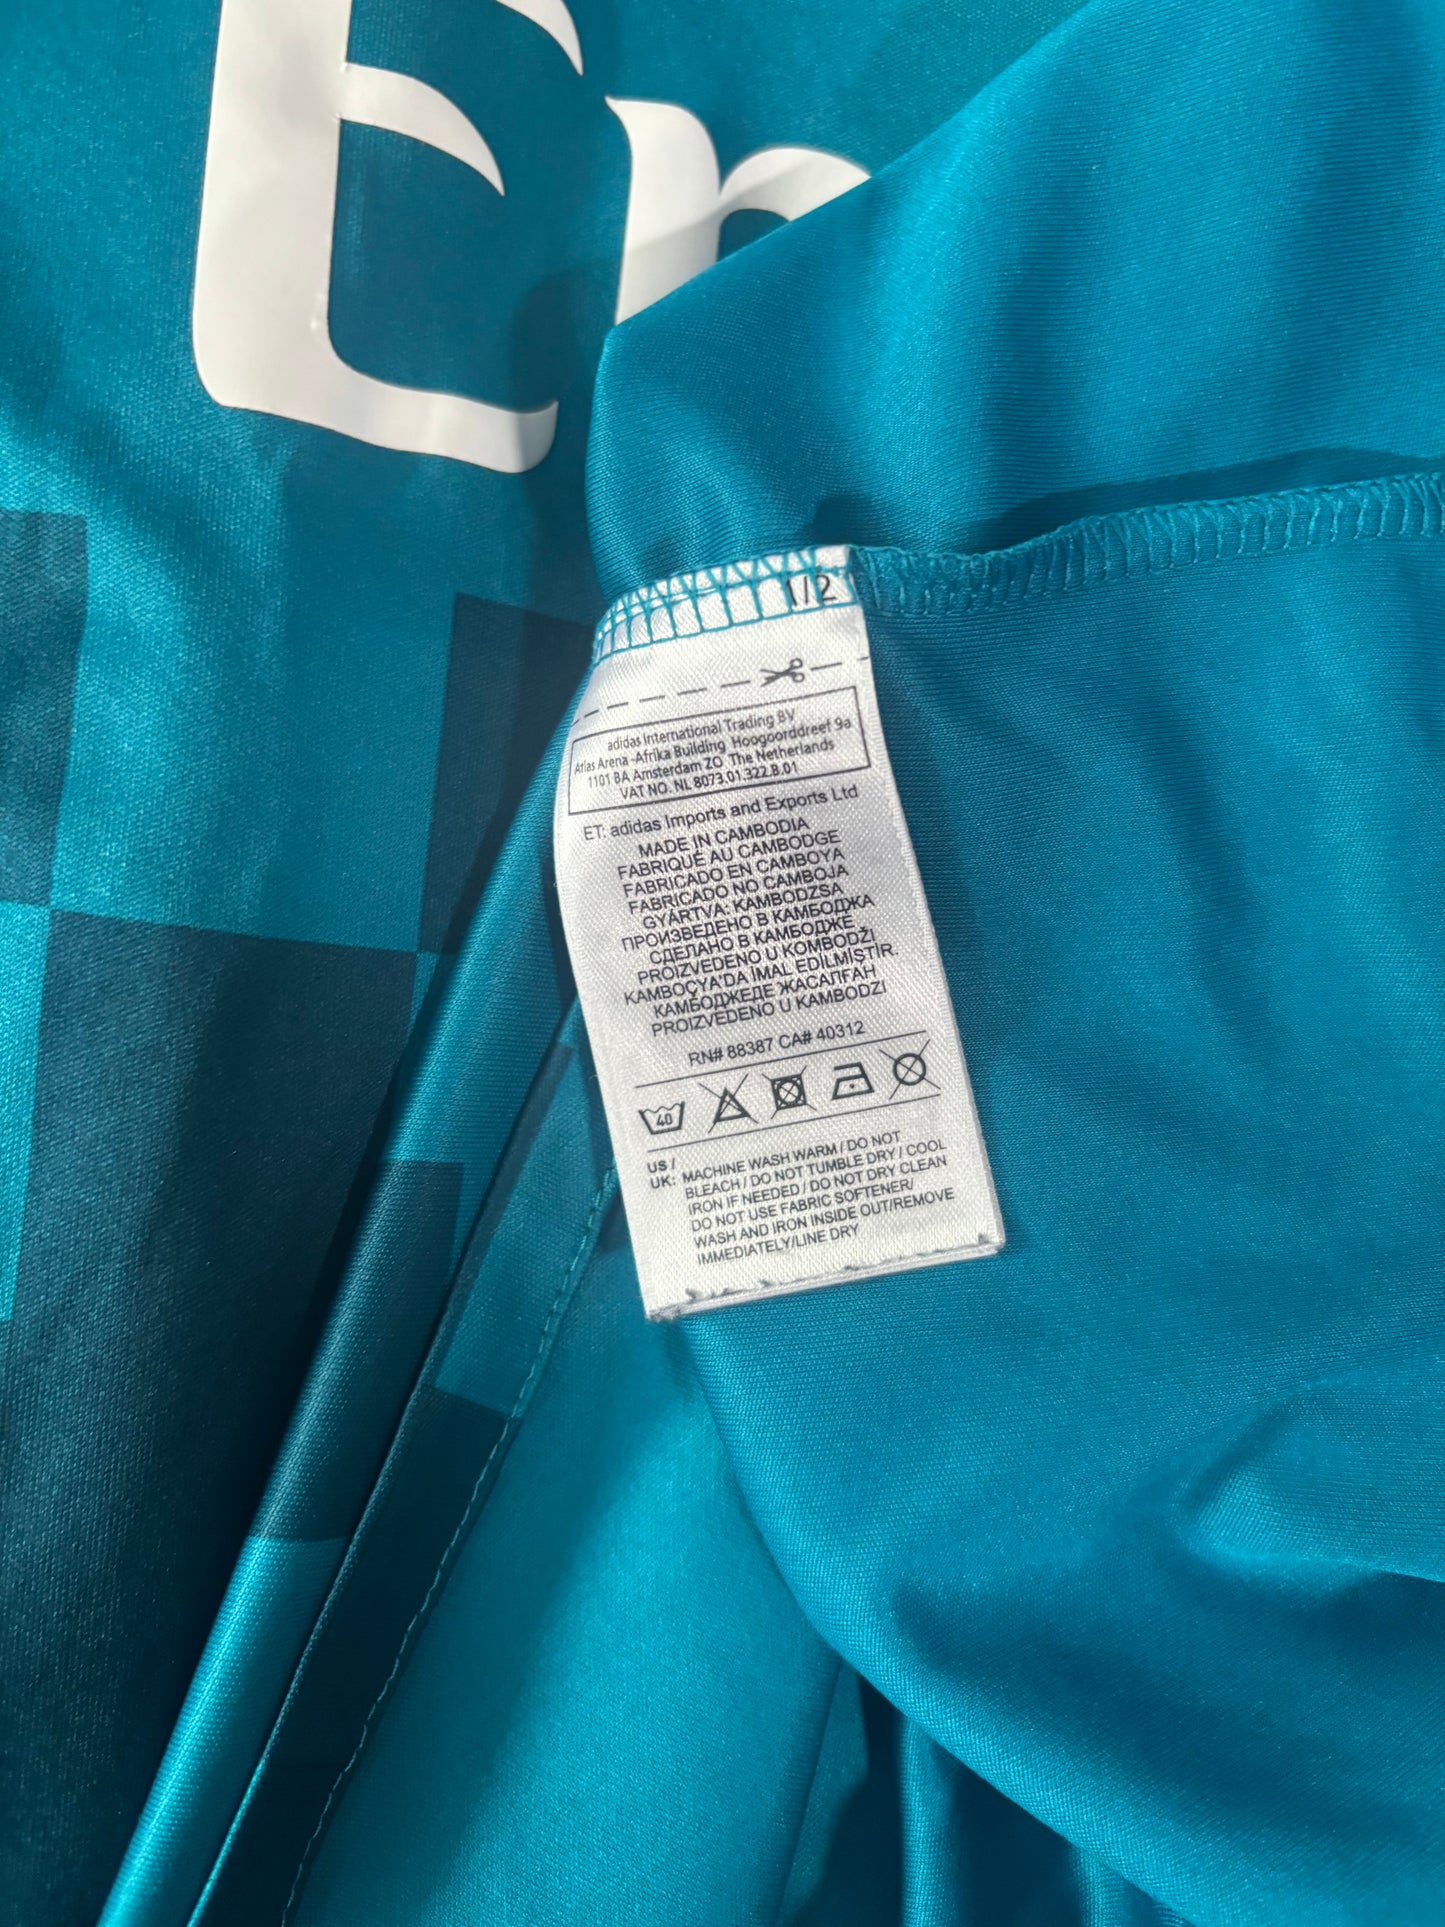 Em
1/2
adidas International Trading BV
Atlas Arena -Afrika Building Hoogoorddreef 9a
1101 BA Amsterdam ZO The Netherlands
VAT NO. NL 8073.01.322.B.01
ET: adidas Imports and Exports Ltd
MADE IN CAMBODIA
FABRIQUÉ AU CAMBODGE
FABRICADO EN CAMBOYA
FABRICADO NO CAMBOJA
GYÁRTVA: KAMBODZSA
ПРОИЗВЕДЕНО В КАМБОДЖА
СДЕЛАНО В КАМБОДЖЕ
PROIZVEDENO U KOMBODŽI
KAMBOÇYA'DA İMAL EDİLMİŞTİR.
КАМБОДЖЕДЕ ЖАСАЛҒАН
PROIZVEDENO U KAMBODZI
RN# 88387 CA# 40312
40
US /
UK: MACHINE WASH WARM / DO NOT
BLEACH / DO NOT TUMBLE DRY / COOL
IRON IF NEEDED / DO NOT DRY CLEAN
DO NOT USE FABRIC SOFTENER/
WASH AND IRON INSIDE OUT/REMOVE
IMMEDIATELY/LINE DRY